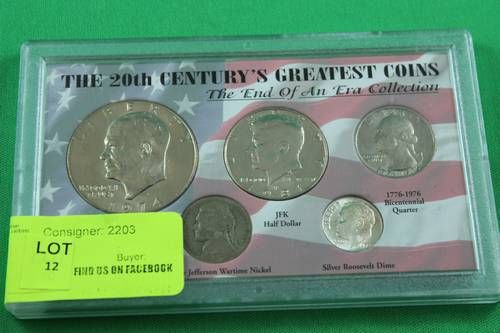 THE 20th CENTURY'S GREATEST COINS
The End Of An Era Collection
LIBERTY
1974
JFK
Half Dollar
1776-1976
Bicentennial
Quarter
Jefferson Wartime Nickel
Silver Roosevelt Dime
Consigner: 2203
LOT
12
Buyer:
FIND US ON FACEBOOK